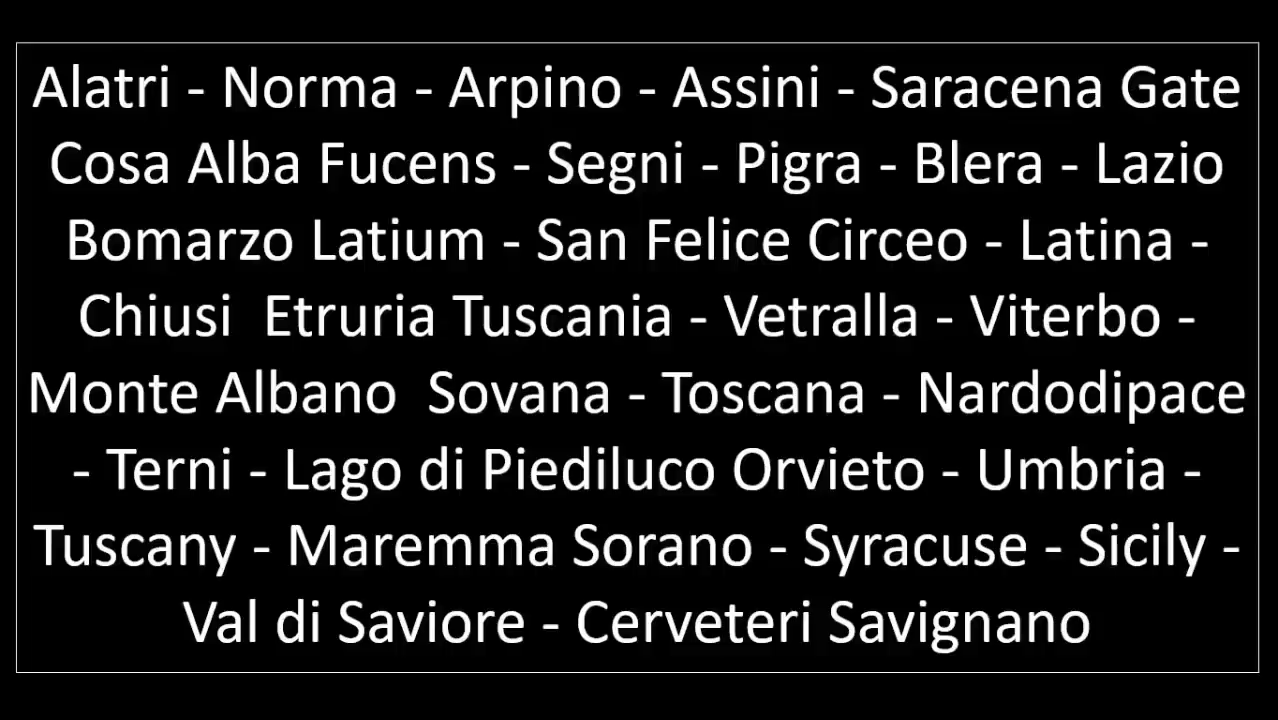 Alatri - Norma - Arpino - Assini - Saracena Gate
Cosa Alba Fucens - Segni - Pigra - Blera - Lazio
Bomarzo Latium - San Felice Circeo - Latina -
Chiusi  Etruria Tuscania - Vetralla - Viterbo -
Monte Albano  Sovana - Toscana - Nardodipace
- Terni - Lago di Piediluco Orvieto - Umbria -
Tuscany - Maremma Sorano - Syracuse - Sicily -
Val di Saviore - Cerveteri Savignano